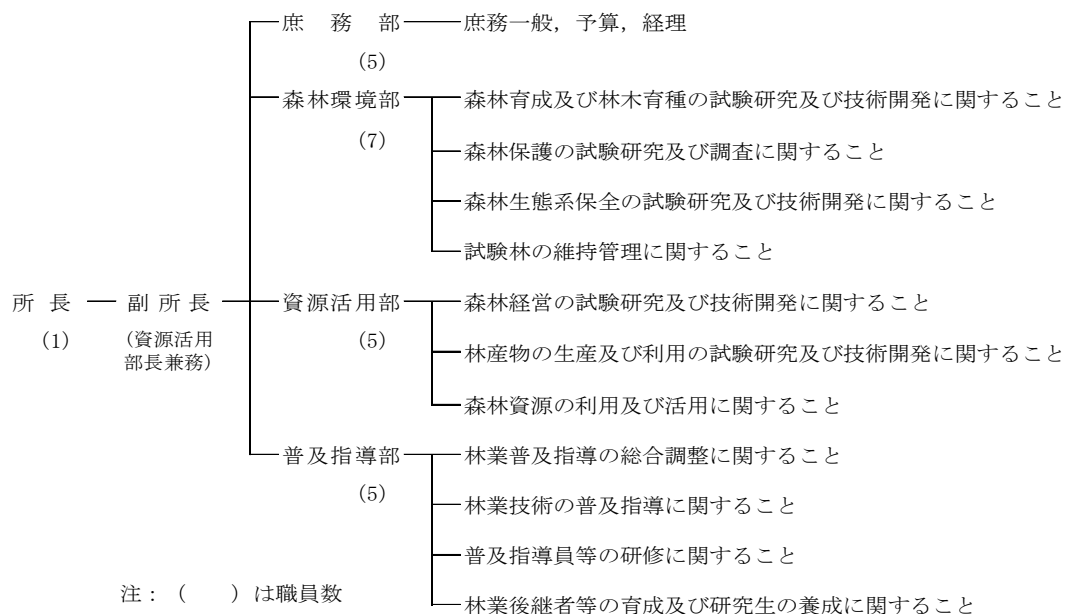 庶務部
庶務一般，予算，経理
(5)
森林環境部
森林育成及び林木育種の試験研究及び技術開発に関すること
(7)
森林保護の試験研究及び調査に関すること
森林生態系保全の試験研究及び技術開発に関すること
試験林の維持管理に関すること
所長
副所長
資源活用部
森林経営の試験研究及び技術開発に関すること
(1)
(資源活用
部長兼務)
(5)
林産物の生産及び利用の試験研究及び技術開発に関すること
森林資源の利用及び活用に関すること
普及指導部
林業普及指導の総合調整に関すること
(5)
林業技術の普及指導に関すること
普及指導員等の研修に関すること
注：（　　）は職員数
林業後継者等の育成及び研究生の養成に関すること